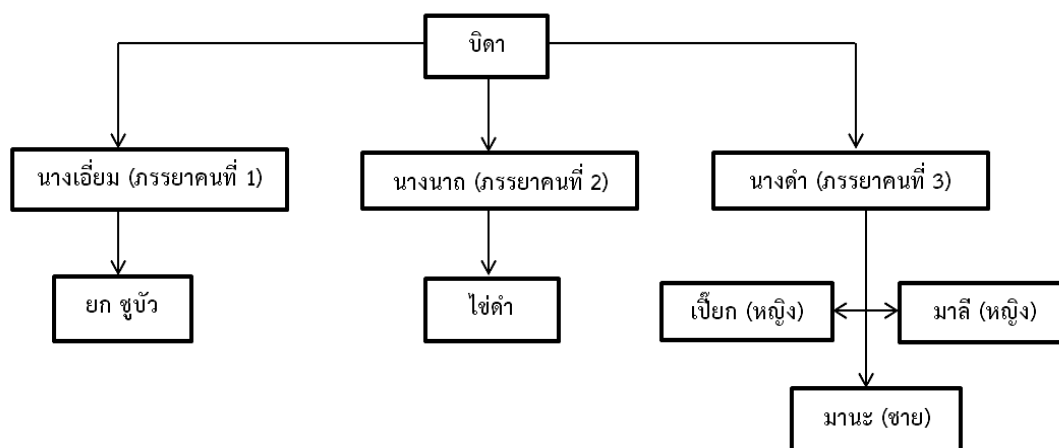 บิดา
นางเอี่ยม (ภรรยาคนที่ 1)
นางนาถ (ภรรยาคนที่ 2)
นางดำ (ภรรยาคนที่ 3)
ยก ชูบัว
ไข่ดำ
เปี๊ยก (หญิง)
มาลี (หญิง)
มานะ (ชาย)